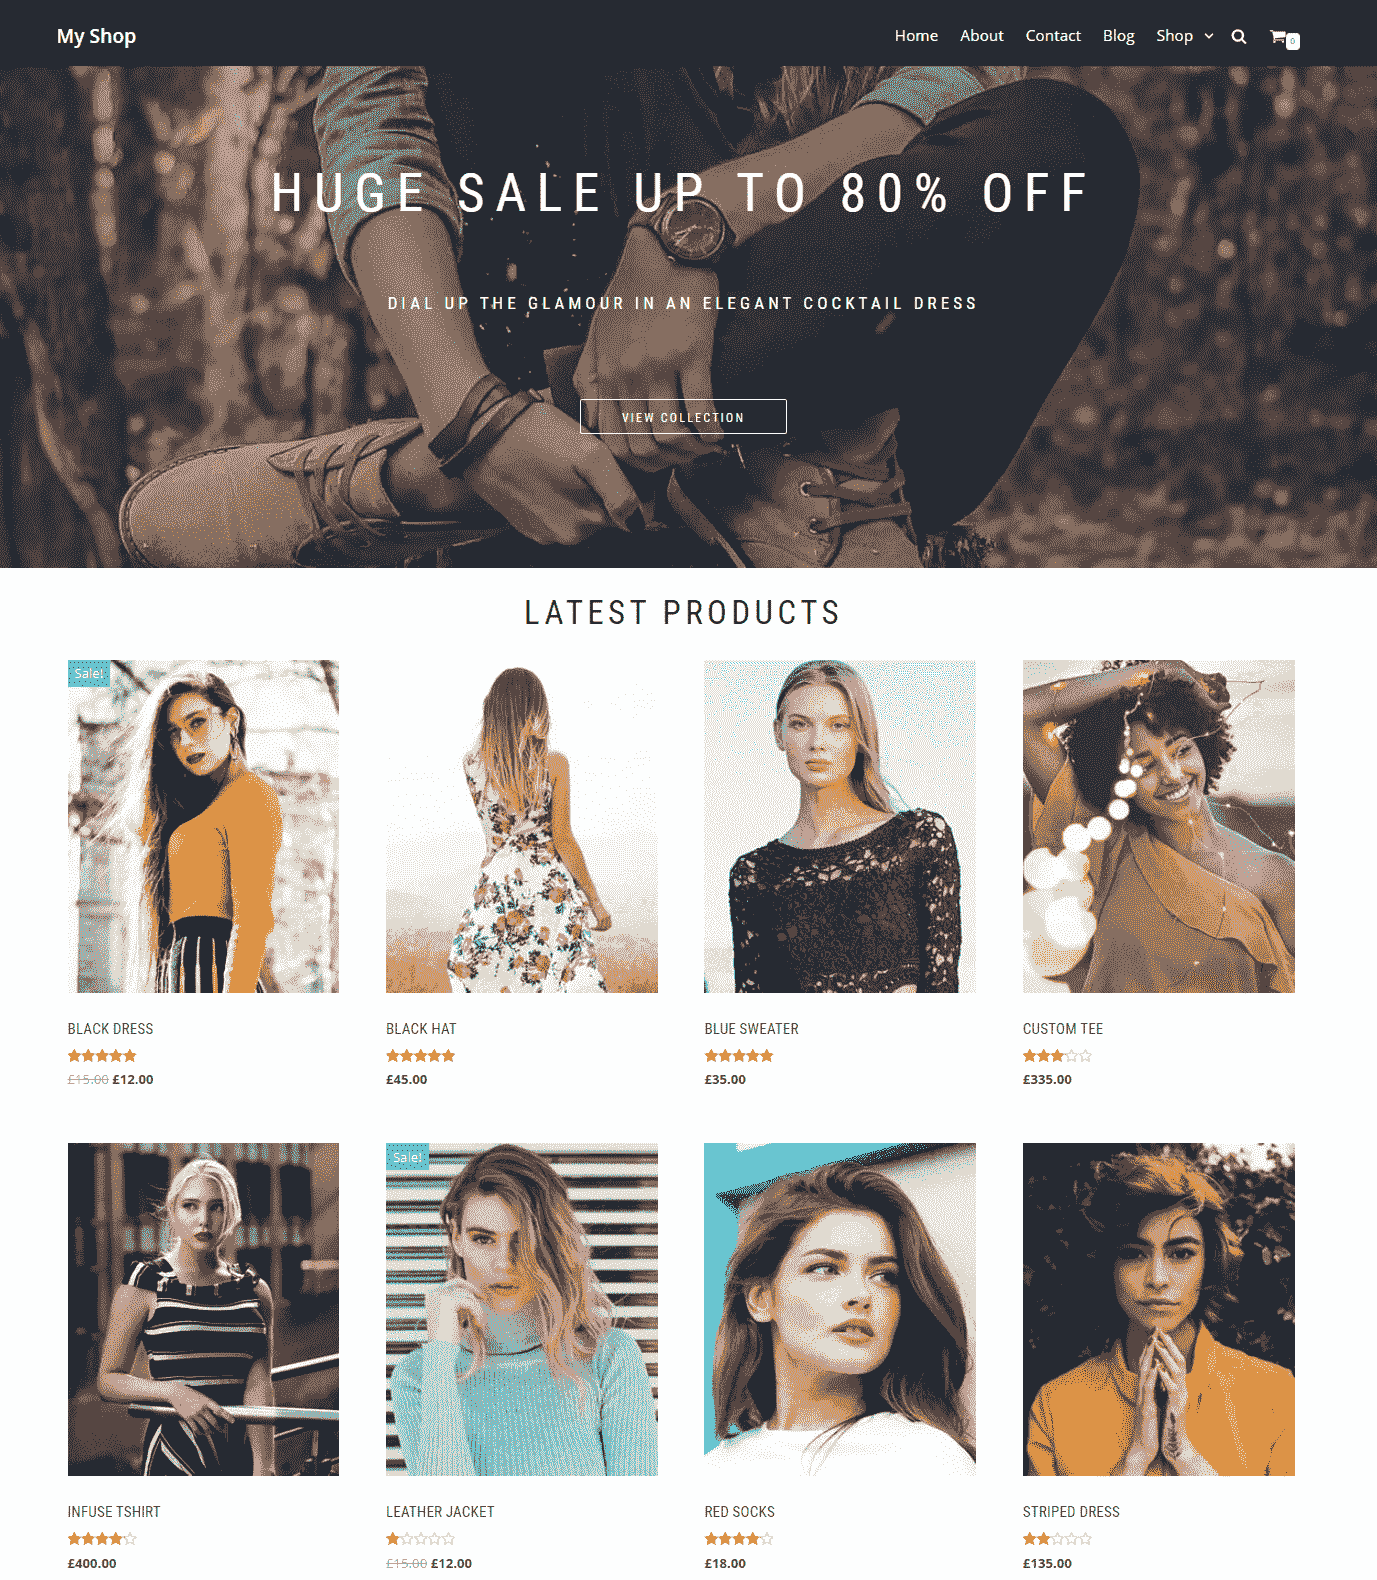 My Shop
Home About Contact Blog Shop
0
HUGE SALE UP TO 80% OFF
DIAL UP THE GLAMOUR IN AN ELEGANT COCKTAIL DRESS
VIEW COLLECTION
LATEST PRODUCTS
Sale!
BLACK DRESS
£15.00 £12.00
BLACK HAT
£45.00
BLUE SWEATER
£35.00
CUSTOM TEE
£335.00
INFUSE TSHIRT
£400.00
Sale!
LEATHER JACKET
£15.00 £12.00
RED SOCKS
£18.00
STRIPED DRESS
£135.00